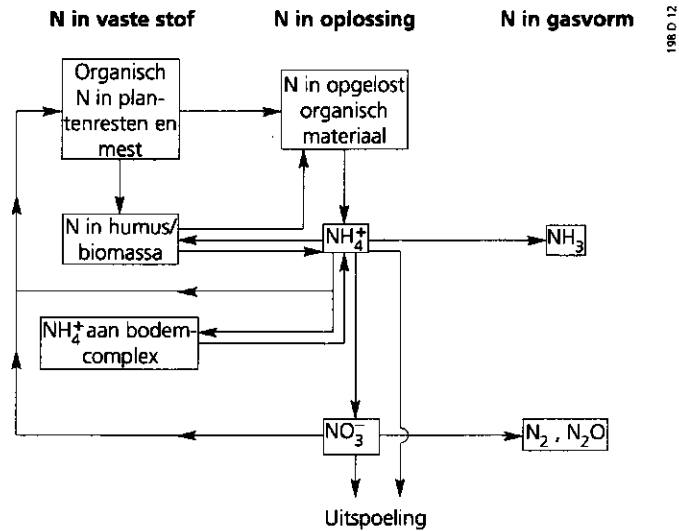 N in vaste stof
N in oplossing
N in gasvorm
198 D 12
Organisch
N in plan-
tenresten en
mest
N in opgelost
organisch
materiaal
N in humus/
biomassa
NH₄⁺
NH₃
NH₄⁺ aan bodem-
complex
NO₃⁻
N₂ , N₂O
Uitspoeling